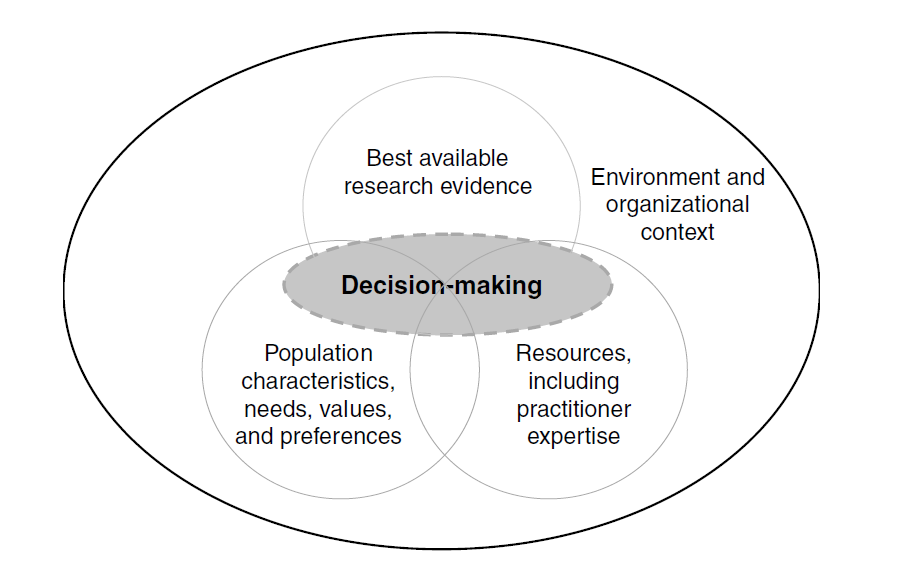 Best available
research evidence
Environment and
organizational
context
Decision-making
Population
characteristics,
needs, values,
and preferences
Resources,
including
practitioner
expertise